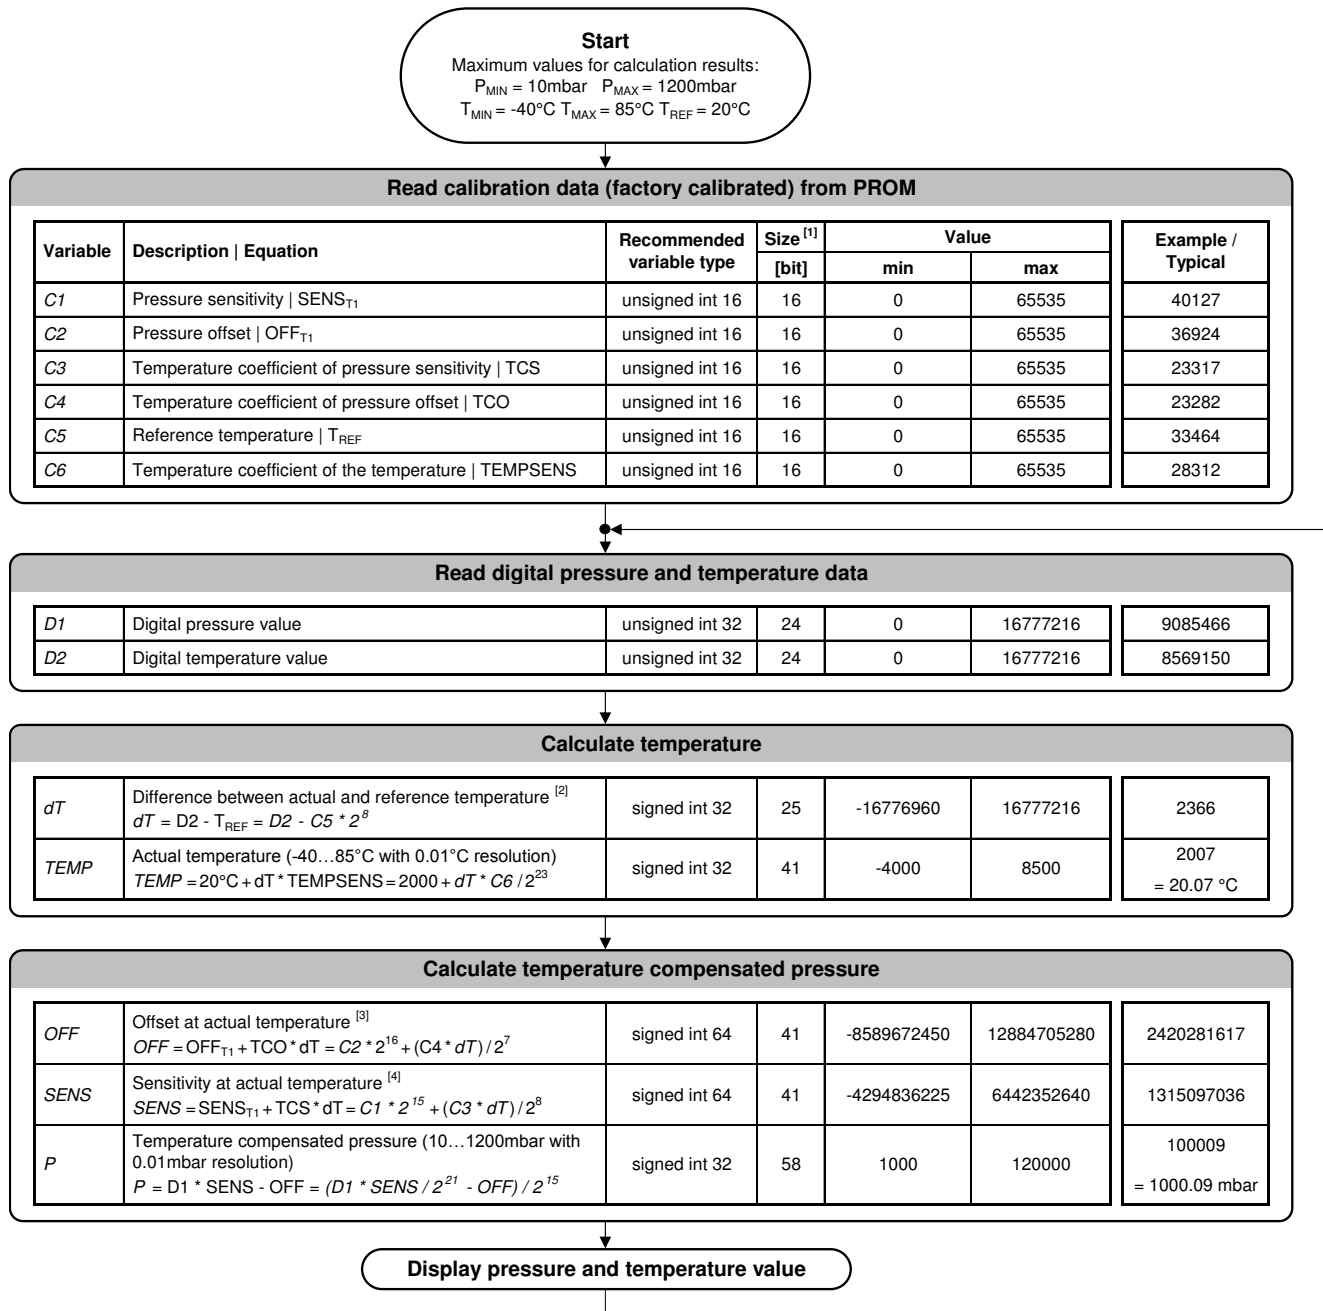 Start
Maximum values for calculation results:
PMIN = 10mbar PMAX = 1200mbar
TMIN = -40°C TMAX = 85°C TREF = 20°C
Read calibration data (factory calibrated) from PROM
Variable Description | Equation Recommended variable type Size [1] [bit] Value min max Example / Typical
C1 Pressure sensitivity | SENST1 unsigned int 16 16 0 65535 40127
C2 Pressure offset | OFFT1 unsigned int 16 16 0 65535 36924
C3 Temperature coefficient of pressure sensitivity | TCS unsigned int 16 16 0 65535 23317
C4 Temperature coefficient of pressure offset | TCO unsigned int 16 16 0 65535 23282
C5 Reference temperature | TREF unsigned int 16 16 0 65535 33464
C6 Temperature coefficient of the temperature | TEMPSENS unsigned int 16 16 0 65535 28312
Read digital pressure and temperature data
D1 Digital pressure value unsigned int 32 24 0 16777216 9085466
D2 Digital temperature value unsigned int 32 24 0 16777216 8569150
Calculate temperature
dT Difference between actual and reference temperature [2]
dT = D2 - TREF = D2 - C5 * 2^8 signed int 32 25 -16776960 16777216 2366
TEMP Actual temperature (-40…85°C with 0.01°C resolution)
TEMP = 20°C + dT * TEMPSENS = 2000 + dT * C6 / 2^23 signed int 32 41 -4000 8500 2007
= 20.07 °C
Calculate temperature compensated pressure
OFF Offset at actual temperature [3]
OFF = OFFT1 + TCO * dT = C2 * 2^16 + (C4 * dT) / 2^7 signed int 64 41 -8589672450 12884705280 2420281617
SENS Sensitivity at actual temperature [4]
SENS = SENST1 + TCS * dT = C1 * 2^15 + (C3 * dT) / 2^8 signed int 64 41 -4294836225 6442352640 1315097036
P Temperature compensated pressure (10…1200mbar with
0.01mbar resolution)
P = D1 * SENS - OFF = (D1 * SENS / 2^21 - OFF) / 2^15 signed int 32 58 1000 120000 100009
= 1000.09 mbar
Display pressure and temperature value